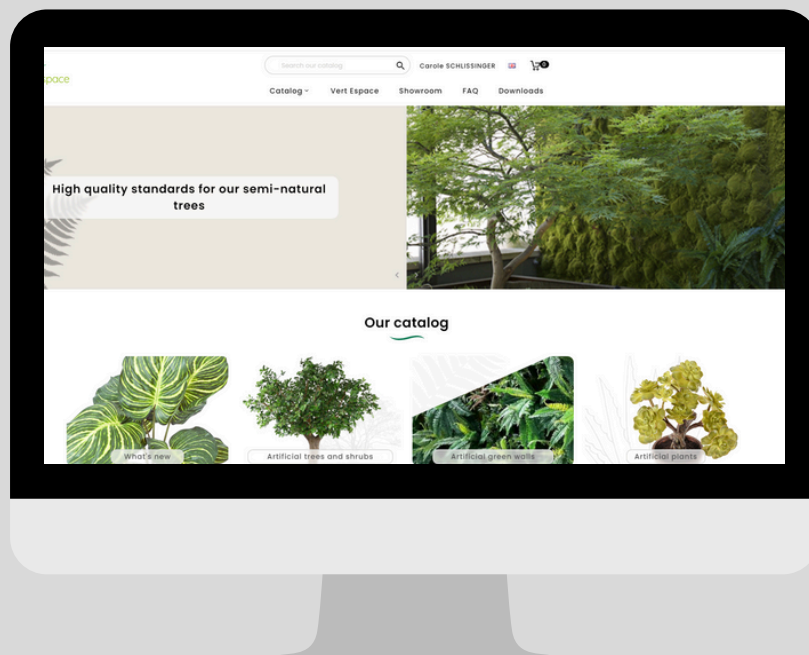 Search our catalog
Carole SCHLISSINGER
0
space
Catalog
Vert Espace
Showroom
FAQ
Downloads
High quality standards for our semi-natural
trees
Our catalog
What's new
Artificial trees and shrubs
Artificial green walls
Artificial plants